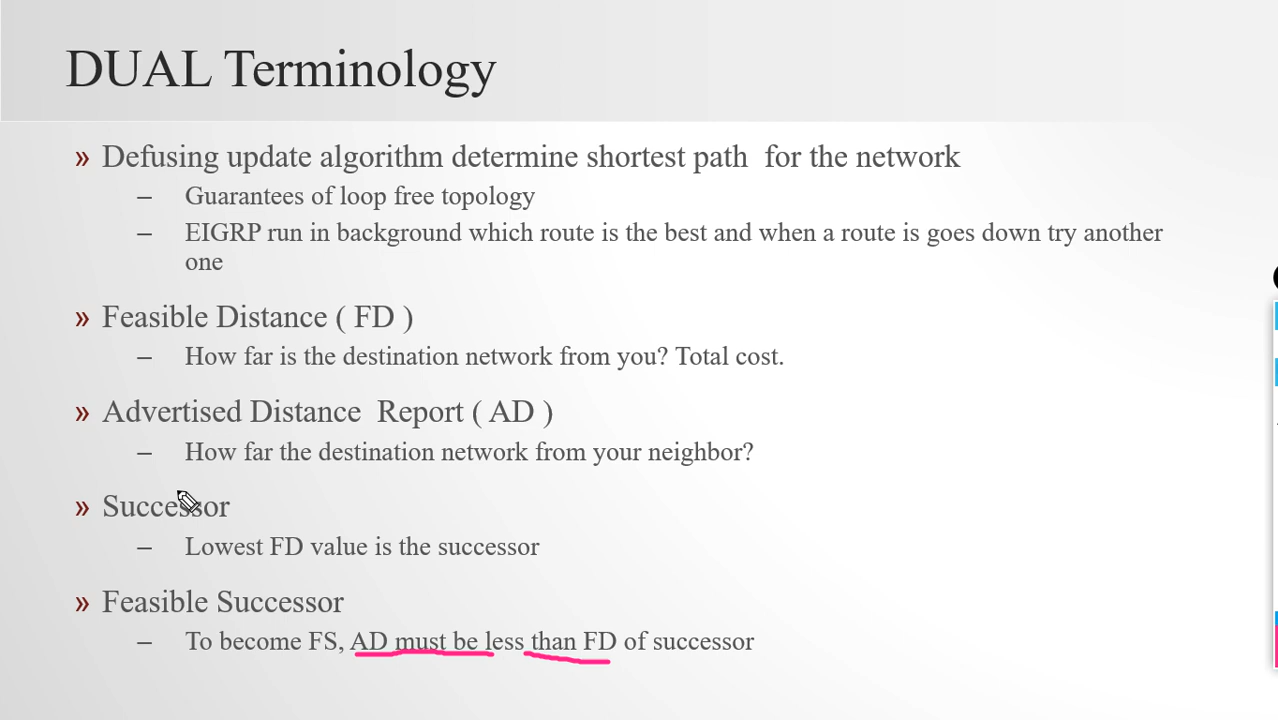 DUAL Terminology
» Defusing update algorithm determine shortest path  for the network
– Guarantees of loop free topology
– EIGRP run in background which route is the best and when a route is goes down try another
one
» Feasible Distance ( FD )
– How far is the destination network from you? Total cost.
» Advertised Distance  Report ( AD )
– How far the destination network from your neighbor?
» Successor
– Lowest FD value is the successor
» Feasible Successor
– To become FS, AD must be less than FD of successor